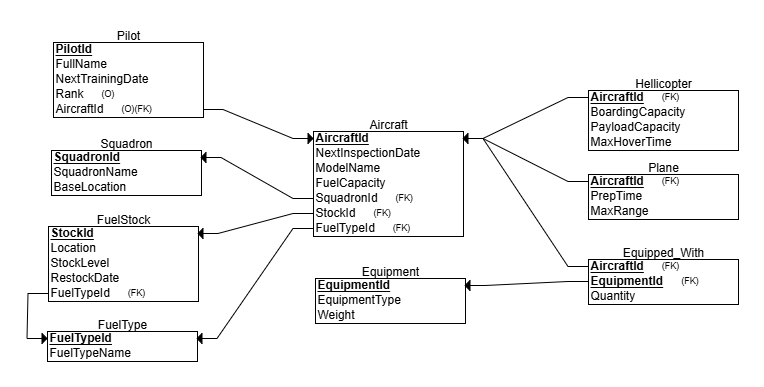 Pilot
PilotId
FullName
NextTrainingDate
Rank (O)
AircraftId (O)(FK)
Squadron
SquadronId
SquadronName
BaseLocation
FuelStock
StockId
Location
StockLevel
RestockDate
FuelTypeId (FK)
FuelType
FuelTypeId
FuelTypeName
Aircraft
AircraftId
NextInspectionDate
ModelName
FuelCapacity
SquadronId (FK)
StockId (FK)
FuelTypeId (FK)
Equipment
EquipmentId
EquipmentType
Weight
Hellicopter
AircraftId (FK)
BoardingCapacity
PayloadCapacity
MaxHoverTime
Plane
AircraftId (FK)
PrepTime
MaxRange
Equipped_With
AircraftId (FK)
EquipmentId (FK)
Quantity